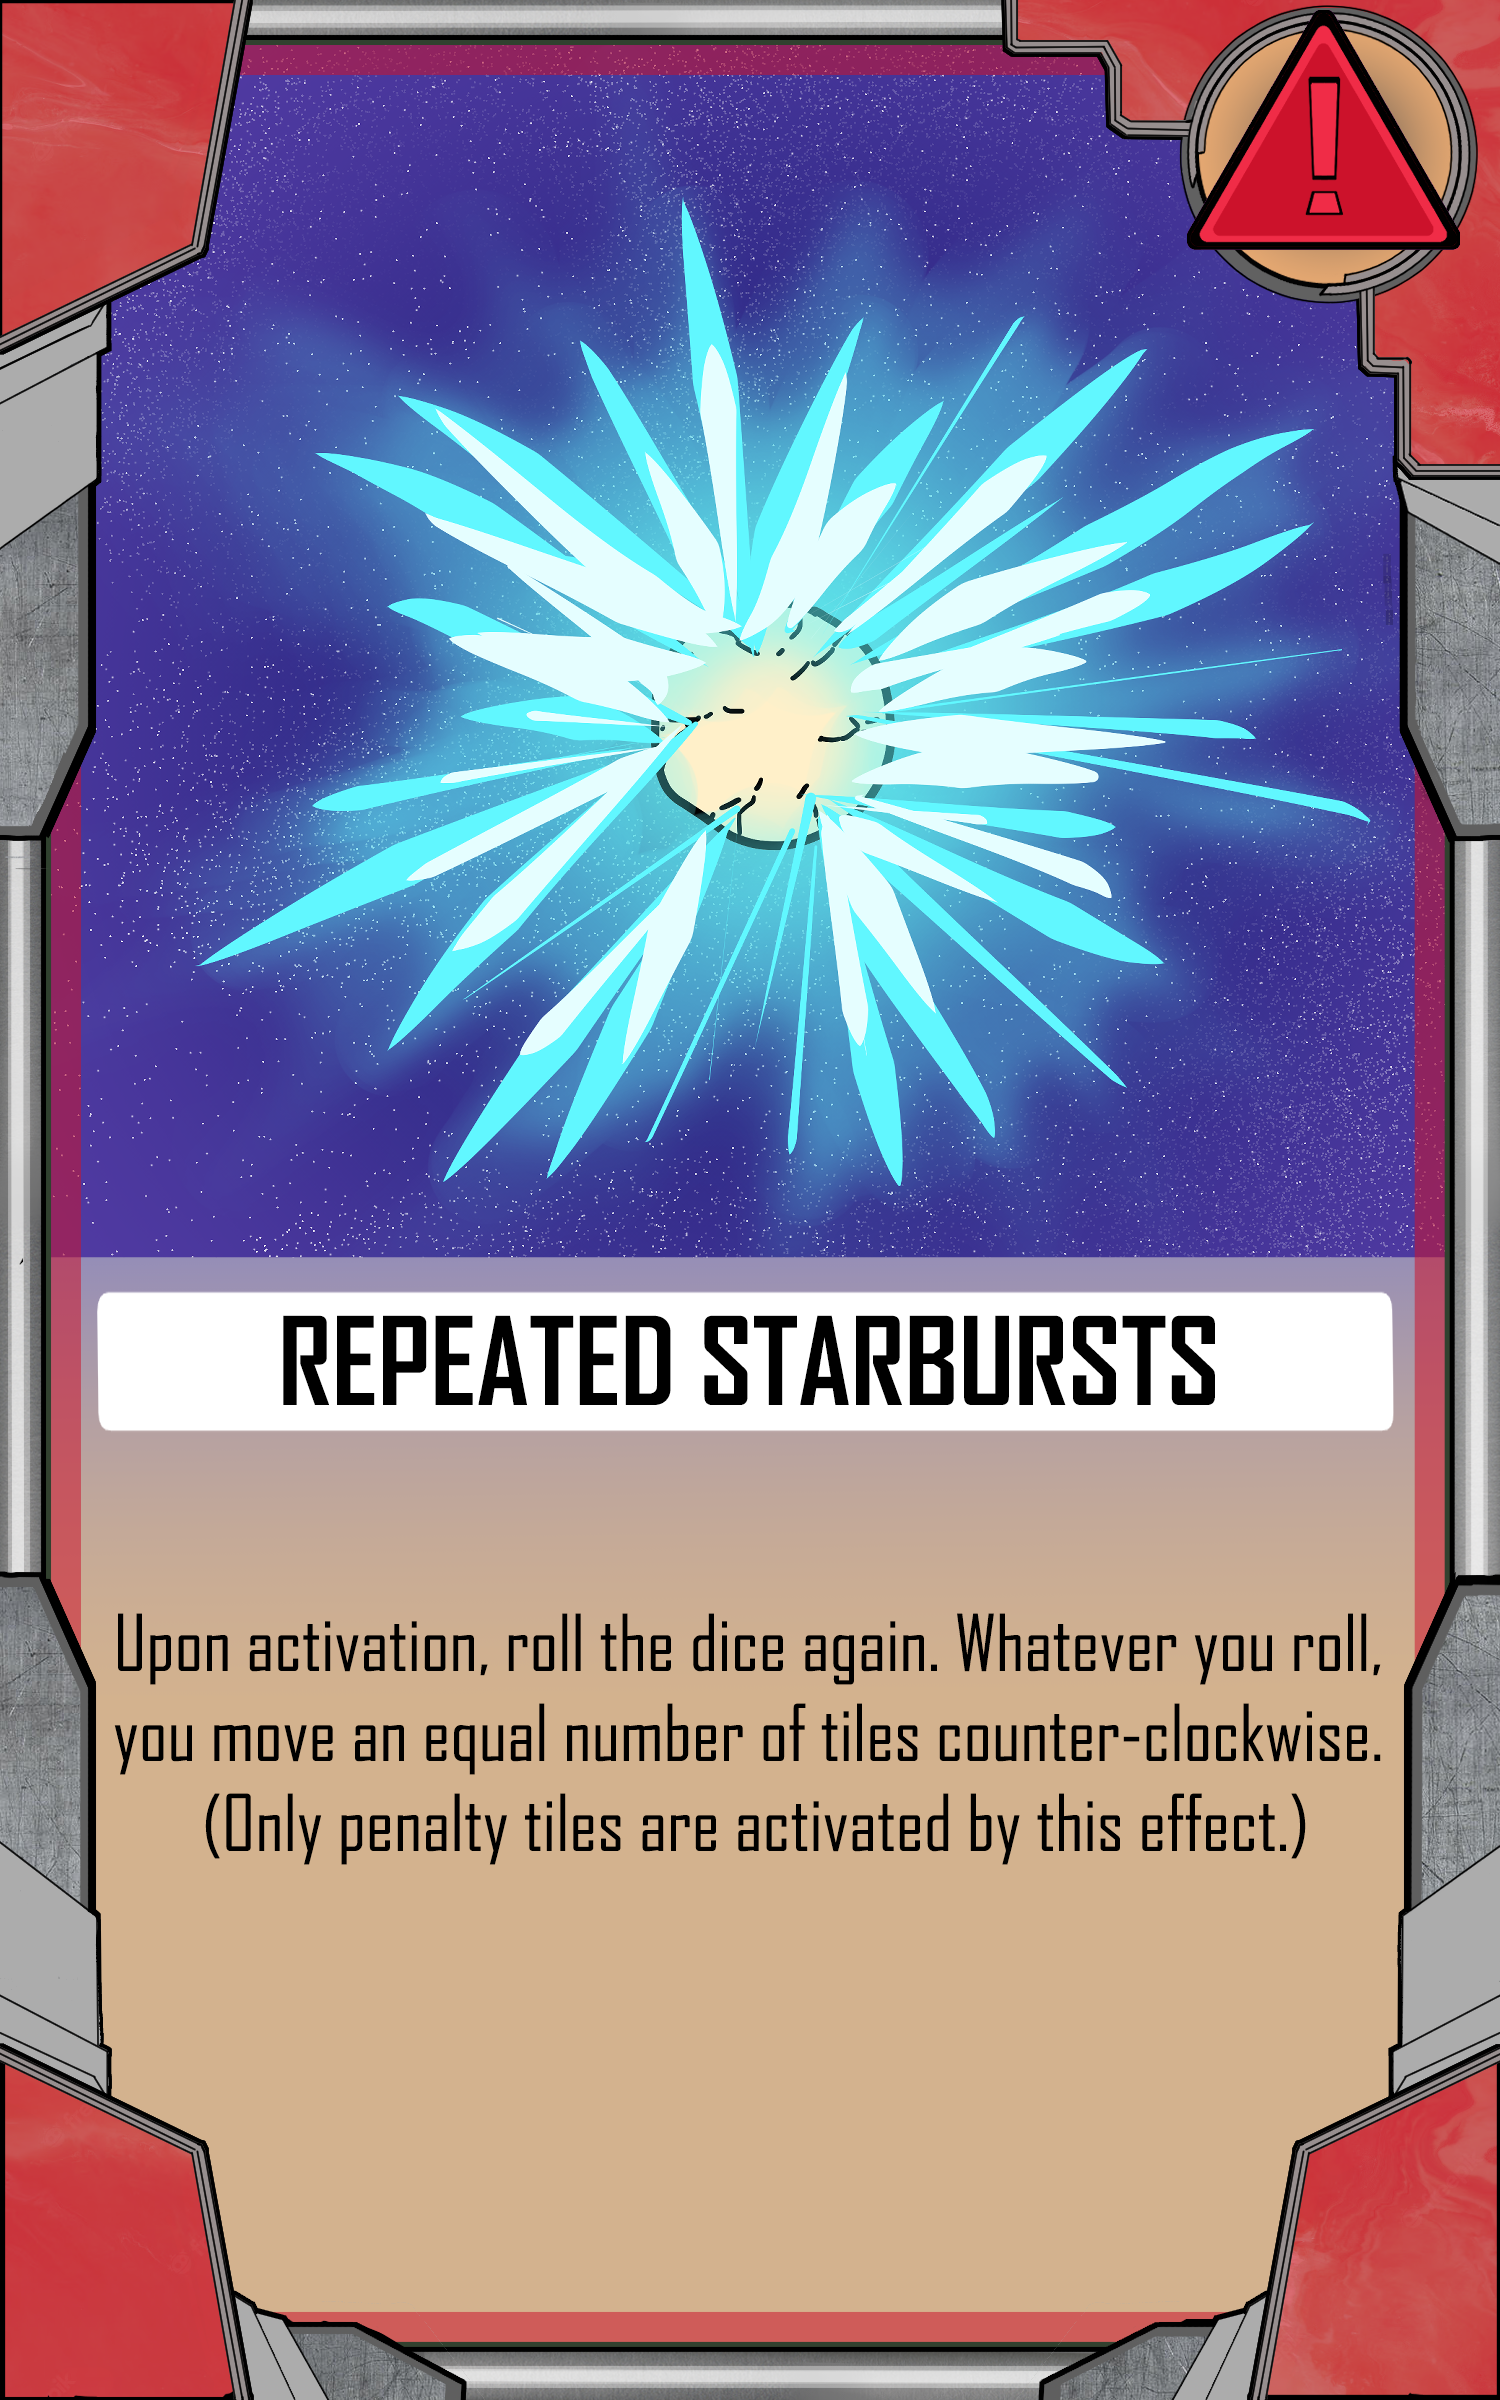 !
REPEATED STARBURSTS
Upon activation, roll the dice again. Whatever you roll,
you move an equal number of tiles counter-clockwise.
(Only penalty tiles are activated by this effect.)